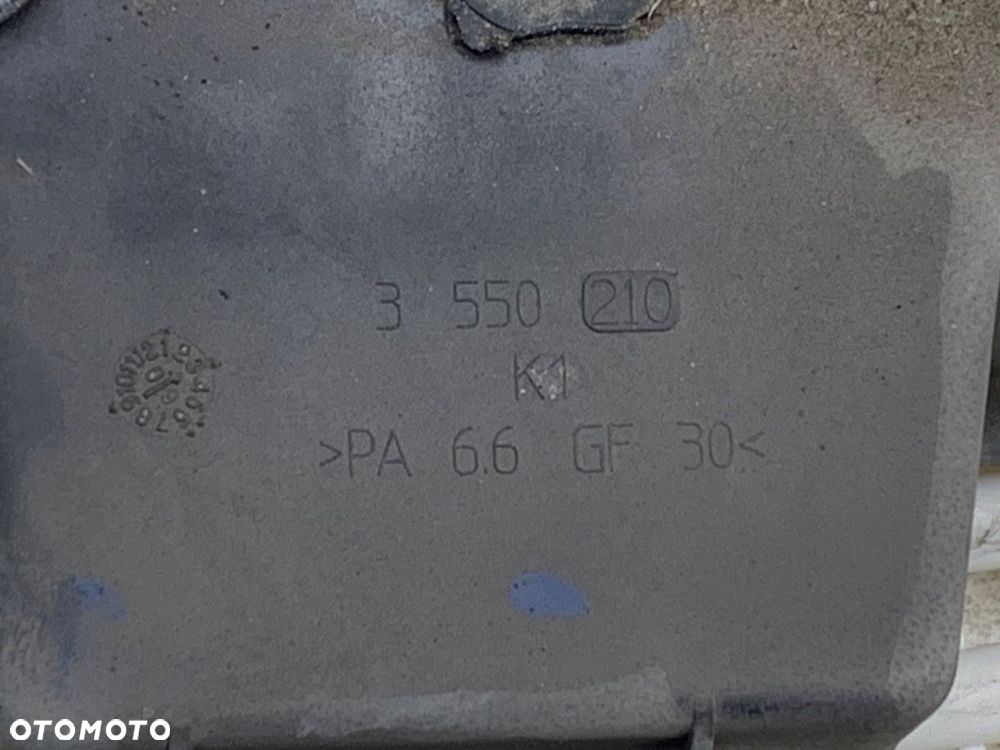 3 550 210
K1
>PA 6.6 GF 30<
OTOMOTO